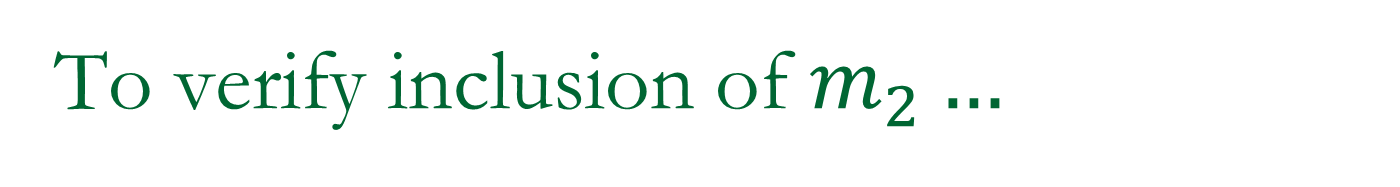 To verify inclusion of m₂ ...